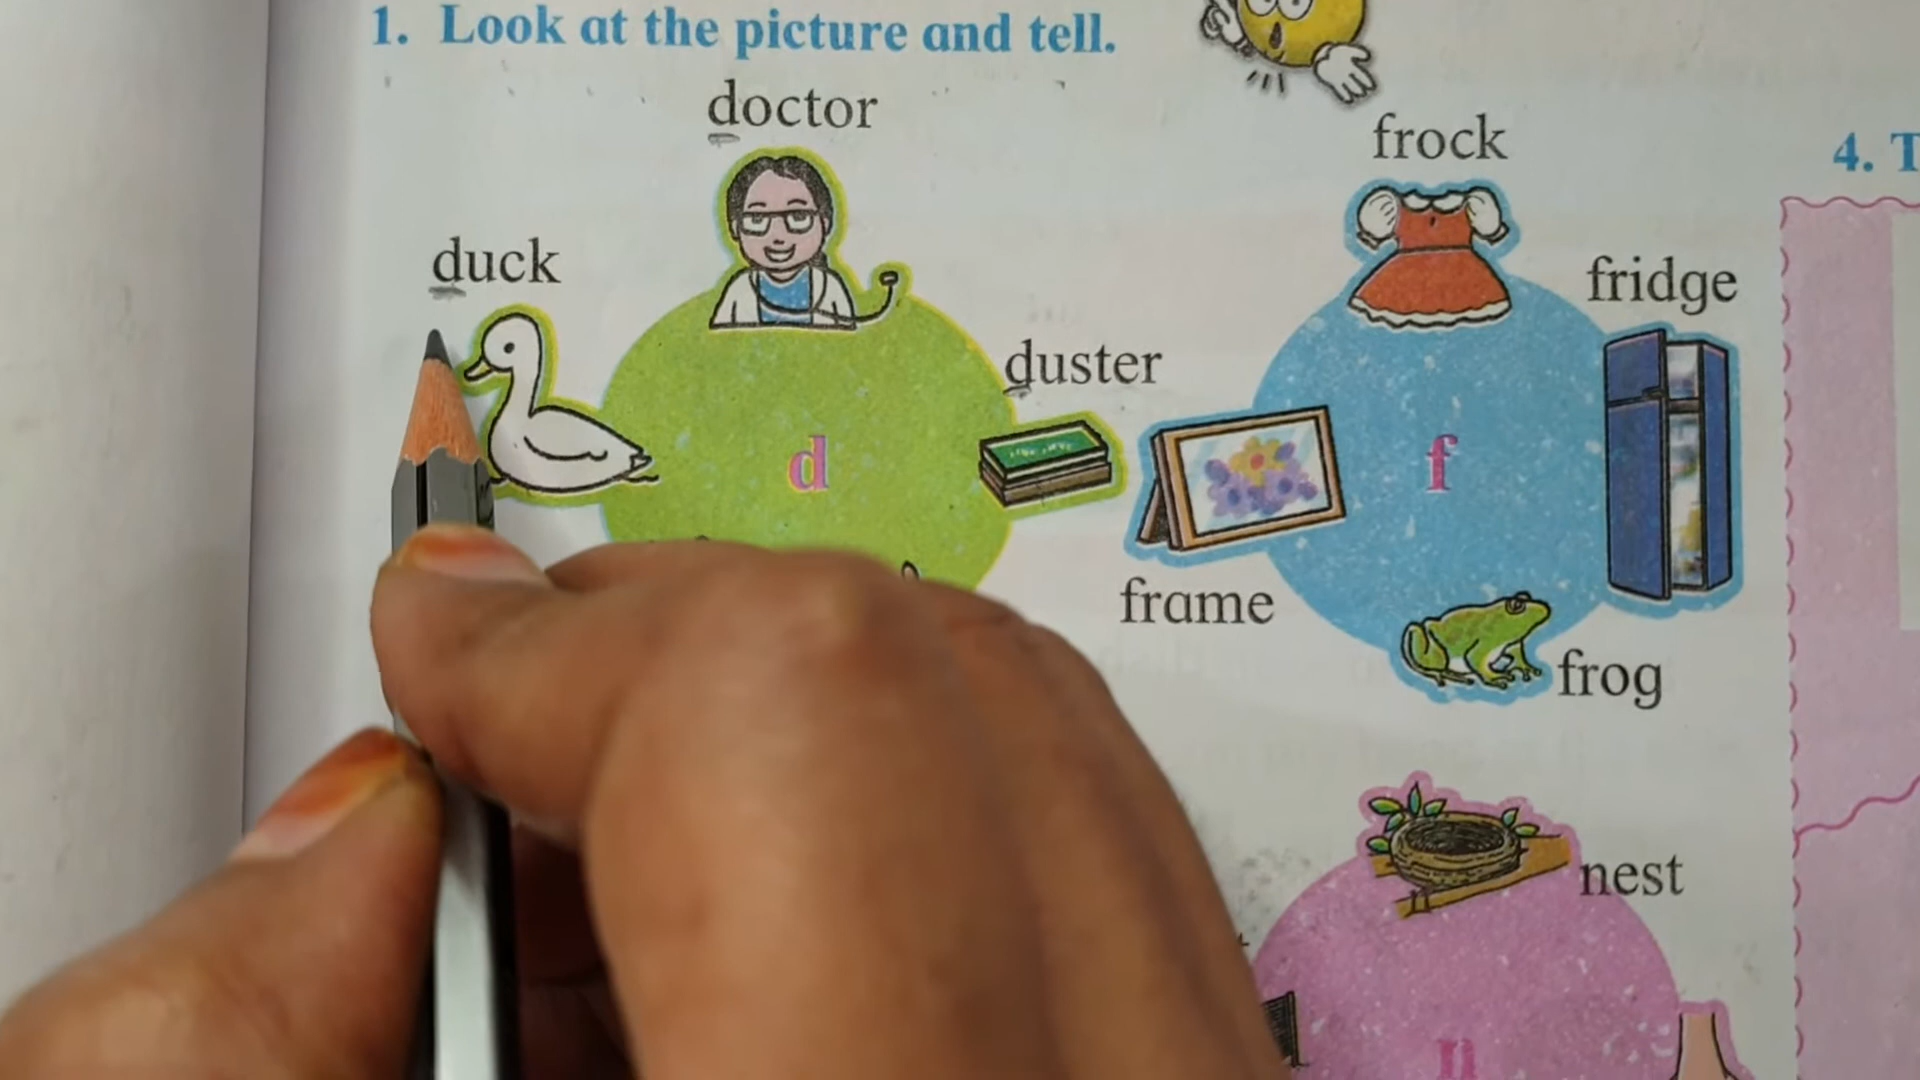 1. Look at the picture and tell.
doctor
frock
4. T
duck
fridge
duster
d
f
frame
frog
nest
n